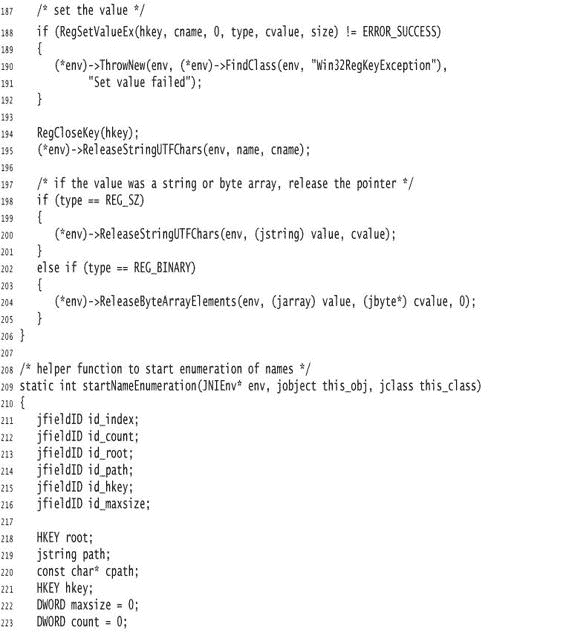 187 /* set the value */
188 if (RegSetValueEx(hkey, cname, 0, type, cvalue, size) != ERROR_SUCCESS)
189 {
190 (*env)->ThrowNew(env, (*env)->FindClass(env, "Win32RegKeyException"),
191 "Set value failed");
192 }
193
194 RegCloseKey(hkey);
195 (*env)->ReleaseStringUTFChars(env, name, cname);
196
197 /* if the value was a string or byte array, release the pointer */
198 if (type == REG_SZ)
199 {
200 (*env)->ReleaseStringUTFChars(env, (jstring) value, cvalue);
201 }
202 else if (type == REG_BINARY)
203 {
204 (*env)->ReleaseByteArrayElements(env, (jarray) value, (jbyte*) cvalue, 0);
205 }
206 }
207
208 /* helper function to start enumeration of names */
209 static int startNameEnumeration(JNIEnv* env, jobject this_obj, jclass this_class)
210 {
211 jfieldID id_index;
212 jfieldID id_count;
213 jfieldID id_root;
214 jfieldID id_path;
215 jfieldID id_hkey;
216 jfieldID id_maxsize;
217
218 HKEY root;
219 jstring path;
220 const char* cpath;
221 HKEY hkey;
222 DWORD maxsize = 0;
223 DWORD count = 0;